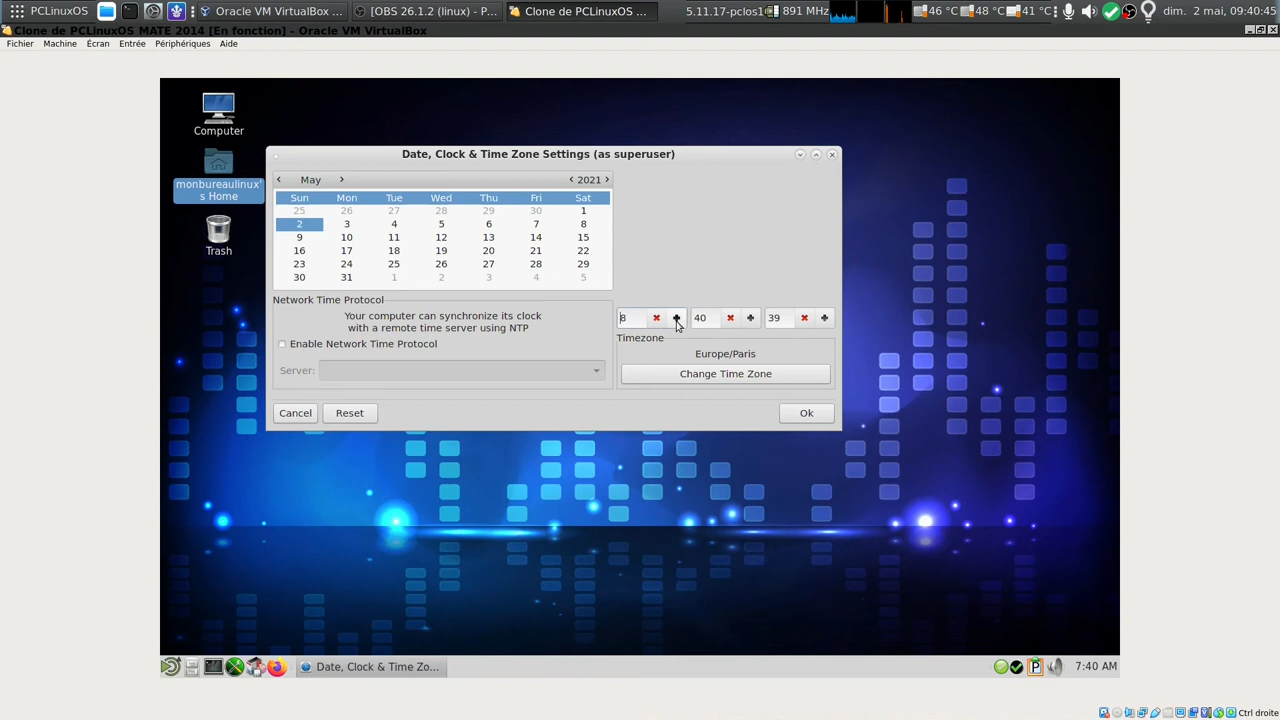 PCLinuxOS Oracle VM VirtualBox ... [OBS 26.1.2 (linux) - P... Clone de PCLinuxOS ... 5.1.117-pclos1 891MHz 46 °C 48 °C 41 °C dim. 2 mai, 09:40:45
Clone de PCLinuxOS MATE 2014 [En fonction] - Oracle VM VirtualBox
Fichier Machine Écran Entrée Périphériques Aide
Computer
monbureaulinux's Home
Trash
Date, Clock & Time Zone Settings (as superuser)
May 2021
Sun Mon Tue Wed Thu Fri Sat
25 26 27 28 29 30 1
2 3 4 5 6 7 8
9 10 11 12 13 14 15
16 17 18 19 20 21 22
23 24 25 26 27 28 29
30 31 1 2 3 4 5
Network Time Protocol
Your computer can synchronize its clock
with a remote time server using NTP
Enable Network Time Protocol
Server:
8 40 39
Timezone
Europe/Paris
Change Time Zone
Cancel Reset Ok
Date, Clock & Time Zo... 7:40 AM
Ctrl droite